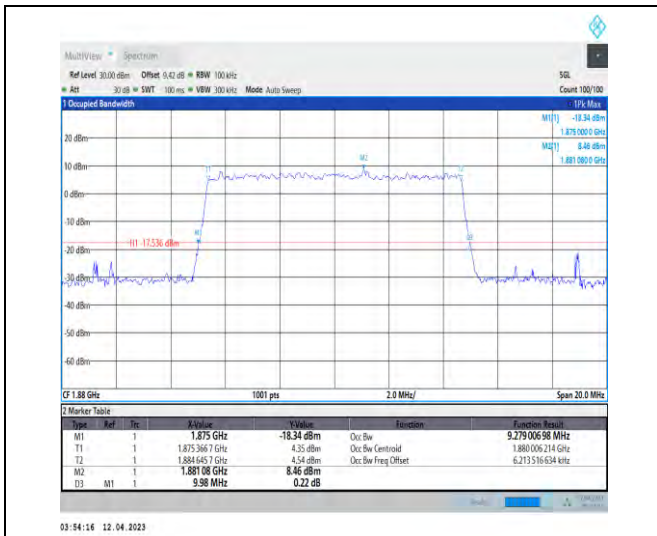 MultiView Spectrum
Ref Level 30.00 dBm Offset 9.42 dB RBW 100 kHz SGL
Att 30 dB SWT 100 ms VBW 300 kHz Mode Auto Sweep Count 100/100
1 Occupied Bandwidth 1Pk Max
M1[1] -18.34 dBm
1.875 000 0 GHz
20 dBm
M2[1] 8.46 dBm
1.881 080 0 GHz
M2
10 dBm
T1
T2
0 dBm
-10 dBm
M1
H1 -17.536 dBm
D3
-20 dBm
-30 dBm
-40 dBm
-50 dBm
-60 dBm
CF 1.88 GHz 1001 pts 2.0 MHz/ Span 20.0 MHz
2 Marker Table
Type Ref Trc X-Value Y-Value Function Function Result
M1 1 1.875 GHz -18.34 dBm Occ Bw 9.279 006 98 MHz
T1 1 1.875 366 7 GHz 4.35 dBm Occ Bw Centroid 1.880 006 214 GHz
T2 1 1.884 645 7 GHz 4.54 dBm Occ Bw Freq Offset 6.213 516 634 kHz
M2 1 1.881 08 GHz 8.46 dBm
D3 M1 1 9.98 MHz 0.22 dB
03:54:16 12.04.2023